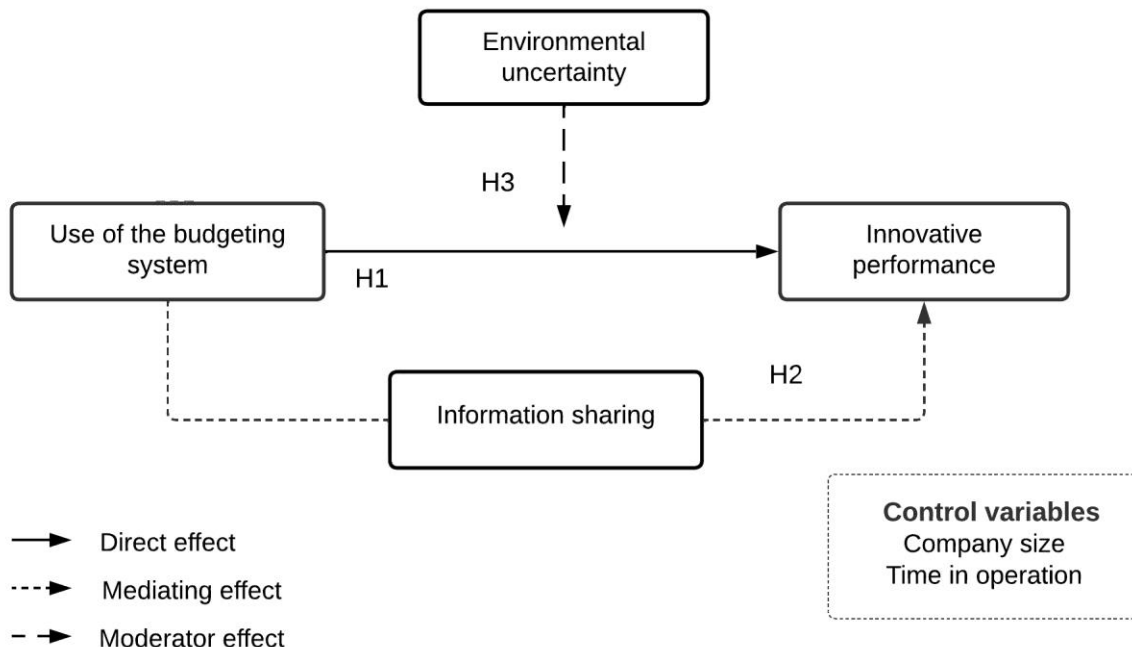 Environmental
uncertainty
H3
Use of the budgeting
system
H1
Innovative
performance
H2
Information sharing
Control variables
Company size
Time in operation
Direct effect
Mediating effect
Moderator effect